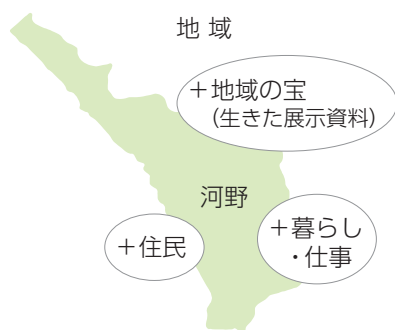 地 域
＋地域の宝
（生きた展示資料）
河野
＋住民
＋暮らし
・仕事